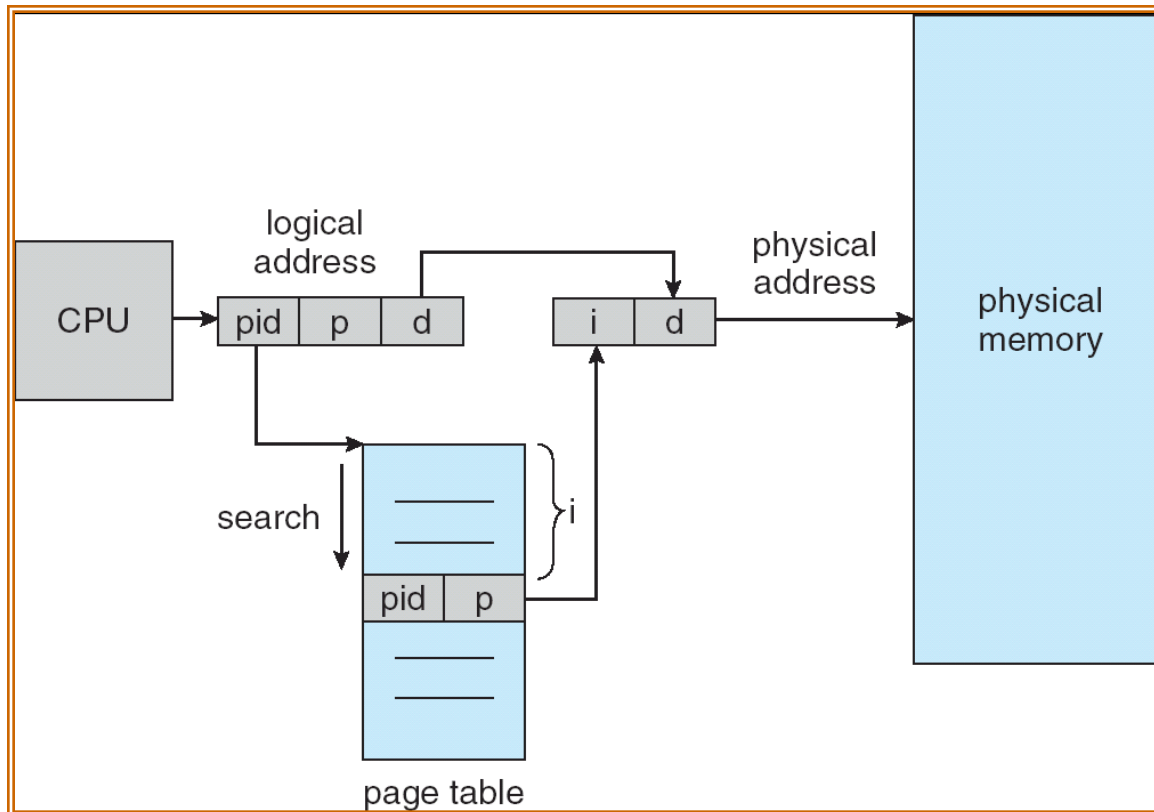 logical
address
physical
address
CPU
pid p d
i d
physical
memory
search
i
pid p
page table